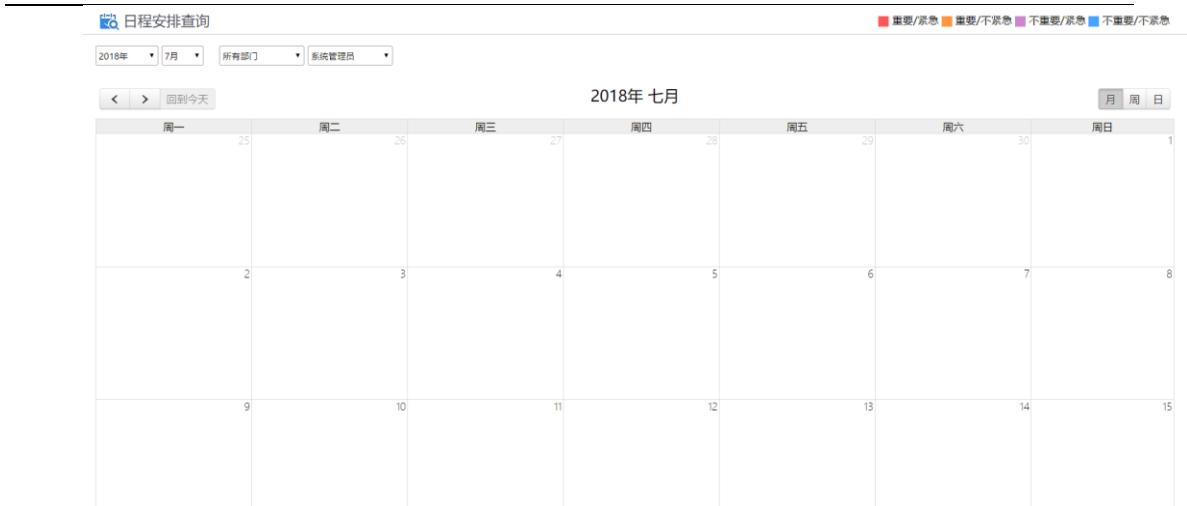 日程安排查询 重要/紧急 重要/不紧急 不重要/紧急 不重要/不紧急
2018年 7月 所有部门 系统管理员
回到今天 2018年 七月 月 周 日
周一 周二 周三 周四 周五 周六 周日
25 26 27 28 29 30 1
2 3 4 5 6 7 8
9 10 11 12 13 14 15